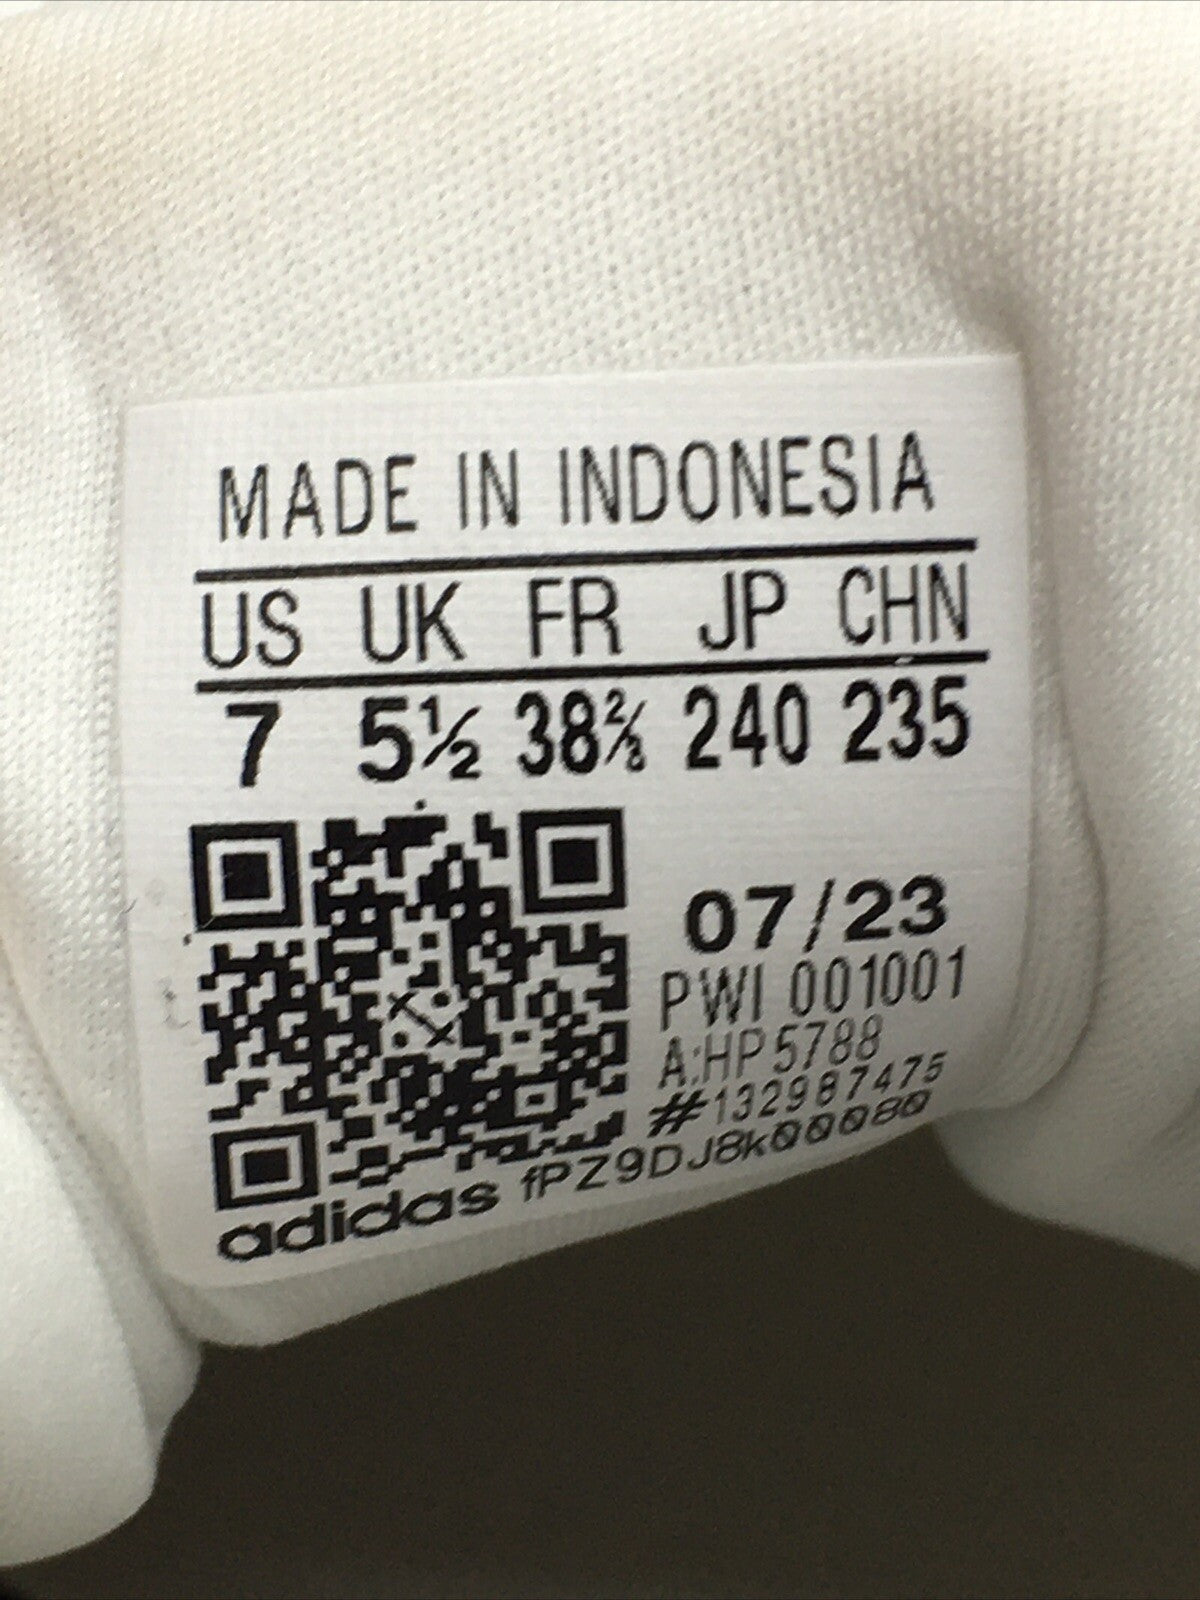 MADE IN INDONESIA
US UK FR JP CHN
7 5½ 38⅔ 240 235
07/23
PWI 001001
A:HP5788
#132987475
adidas fPZ9DJ8k00080